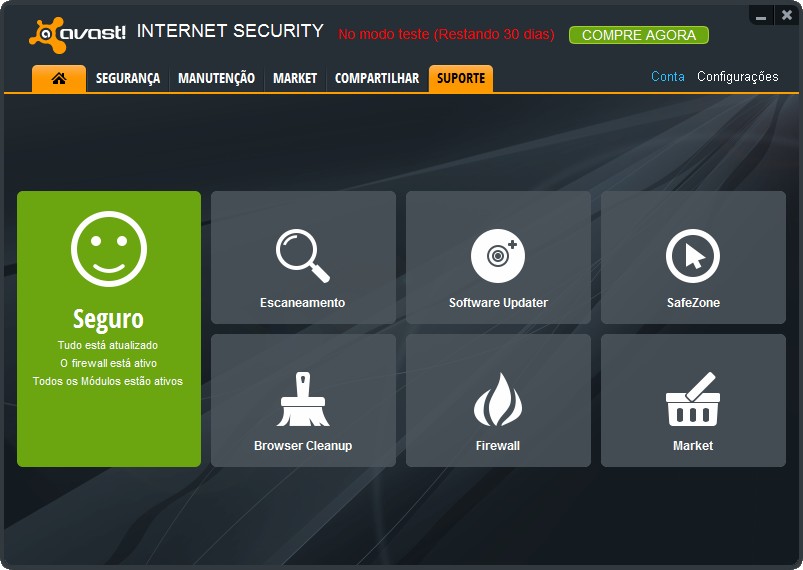 avast! INTERNET SECURITY No modo teste (Restando 30 dias) COMPRE AGORA
SEGURANÇA MANUTENÇÃO MARKET COMPARTILHAR SUPORTE Conta Configurações
Seguro
Tudo está atualizado
O firewall está ativo
Todos os Módulos estão ativos
Escaneamento
Software Updater
SafeZone
Browser Cleanup
Firewall
Market